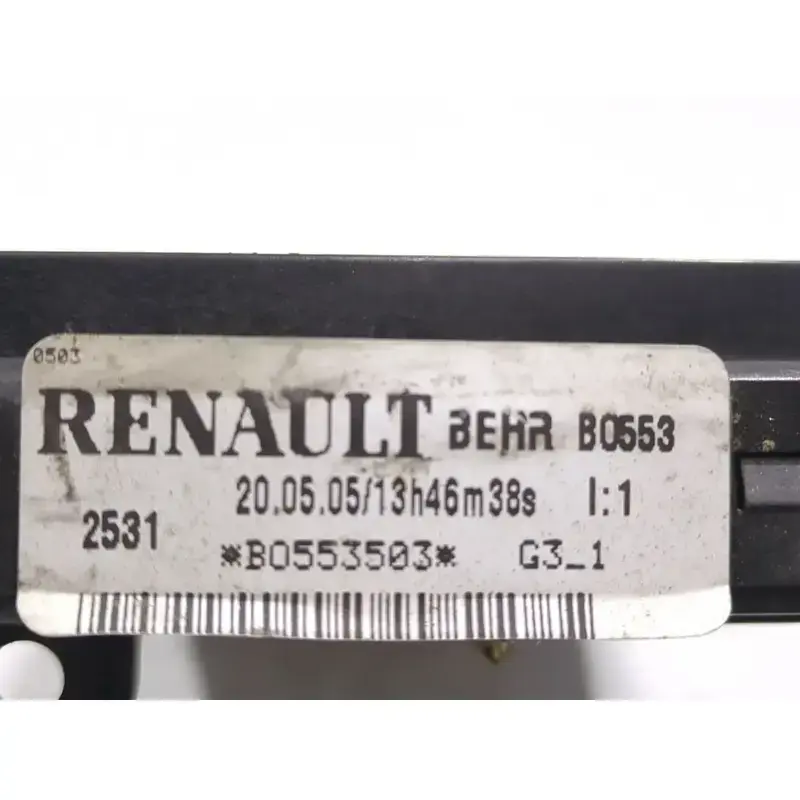 0503
RENAULT BEHR B0553
20.05.05/13h46m38s I:1
2531
*B0553503* G3_1